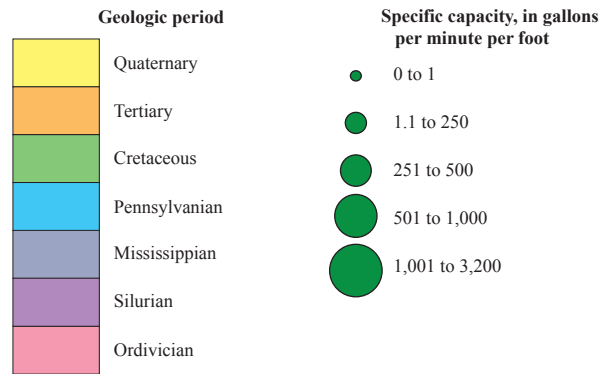 Geologic period
Quaternary
Tertiary
Cretaceous
Pennsylvanian
Mississippian
Silurian
Ordivician
Specific capacity, in gallons
per minute per foot
0 to 1
1.1 to 250
251 to 500
501 to 1,000
1,001 to 3,200